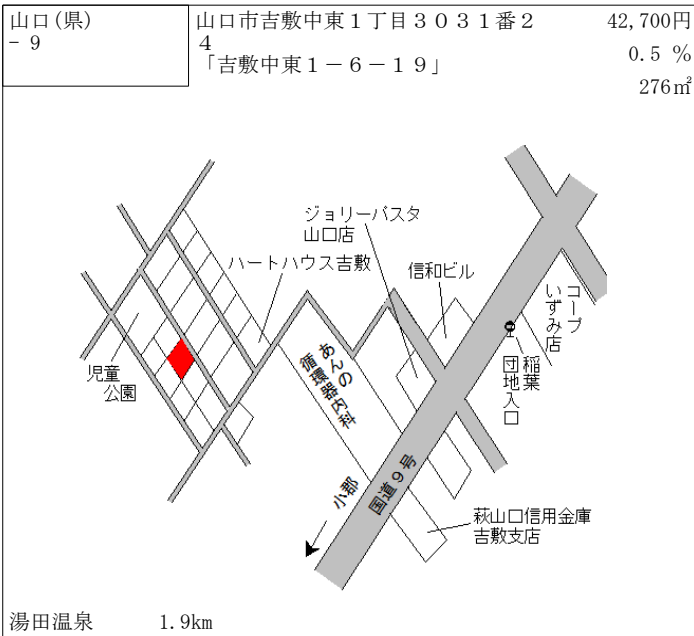 山口(県)
- 9
山口市吉敷中東１丁目３０３１番２
４
「吉敷中東１－６－１９」
42,700円
0.5 %
276㎡
ジョリーパスタ
山口店
ハートハウス吉敷
信和ビル
コープ
いずみ店
稲葉
団地入口
児童
公園
あんの
循環器内科
国道９号
小郡
萩山口信用金庫
吉敷支店
湯田温泉 1.9km